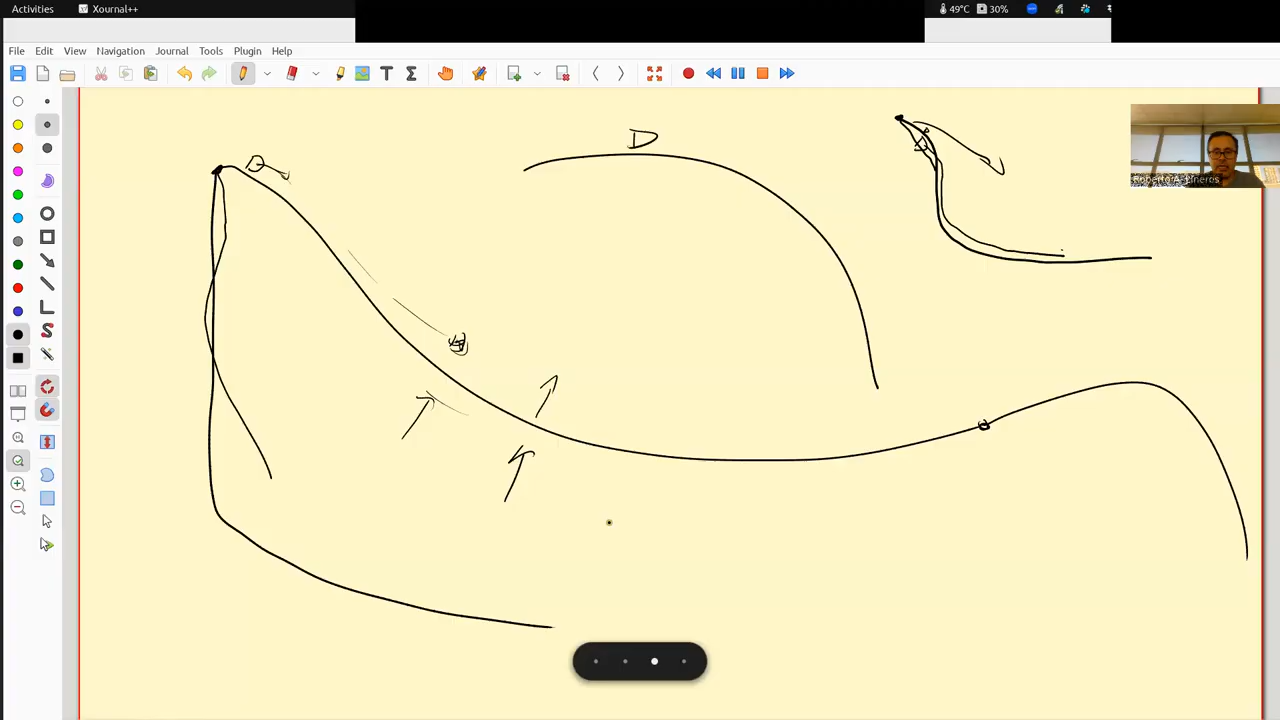 Activities Xournal++ 49°C 30%
File Edit View Navigation Journal Tools Plugin Help
D